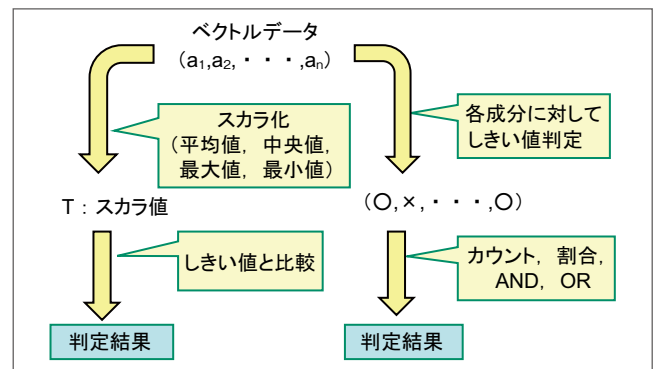 ベクトルデータ
(a₁,a₂,・・・,aₙ)
スカラ化
(平均値, 中央値,
最大値, 最小値)
各成分に対して
しきい値判定
T：スカラ値
(○,×,・・・,○)
しきい値と比較
カウント, 割合,
AND, OR
判定結果
判定結果